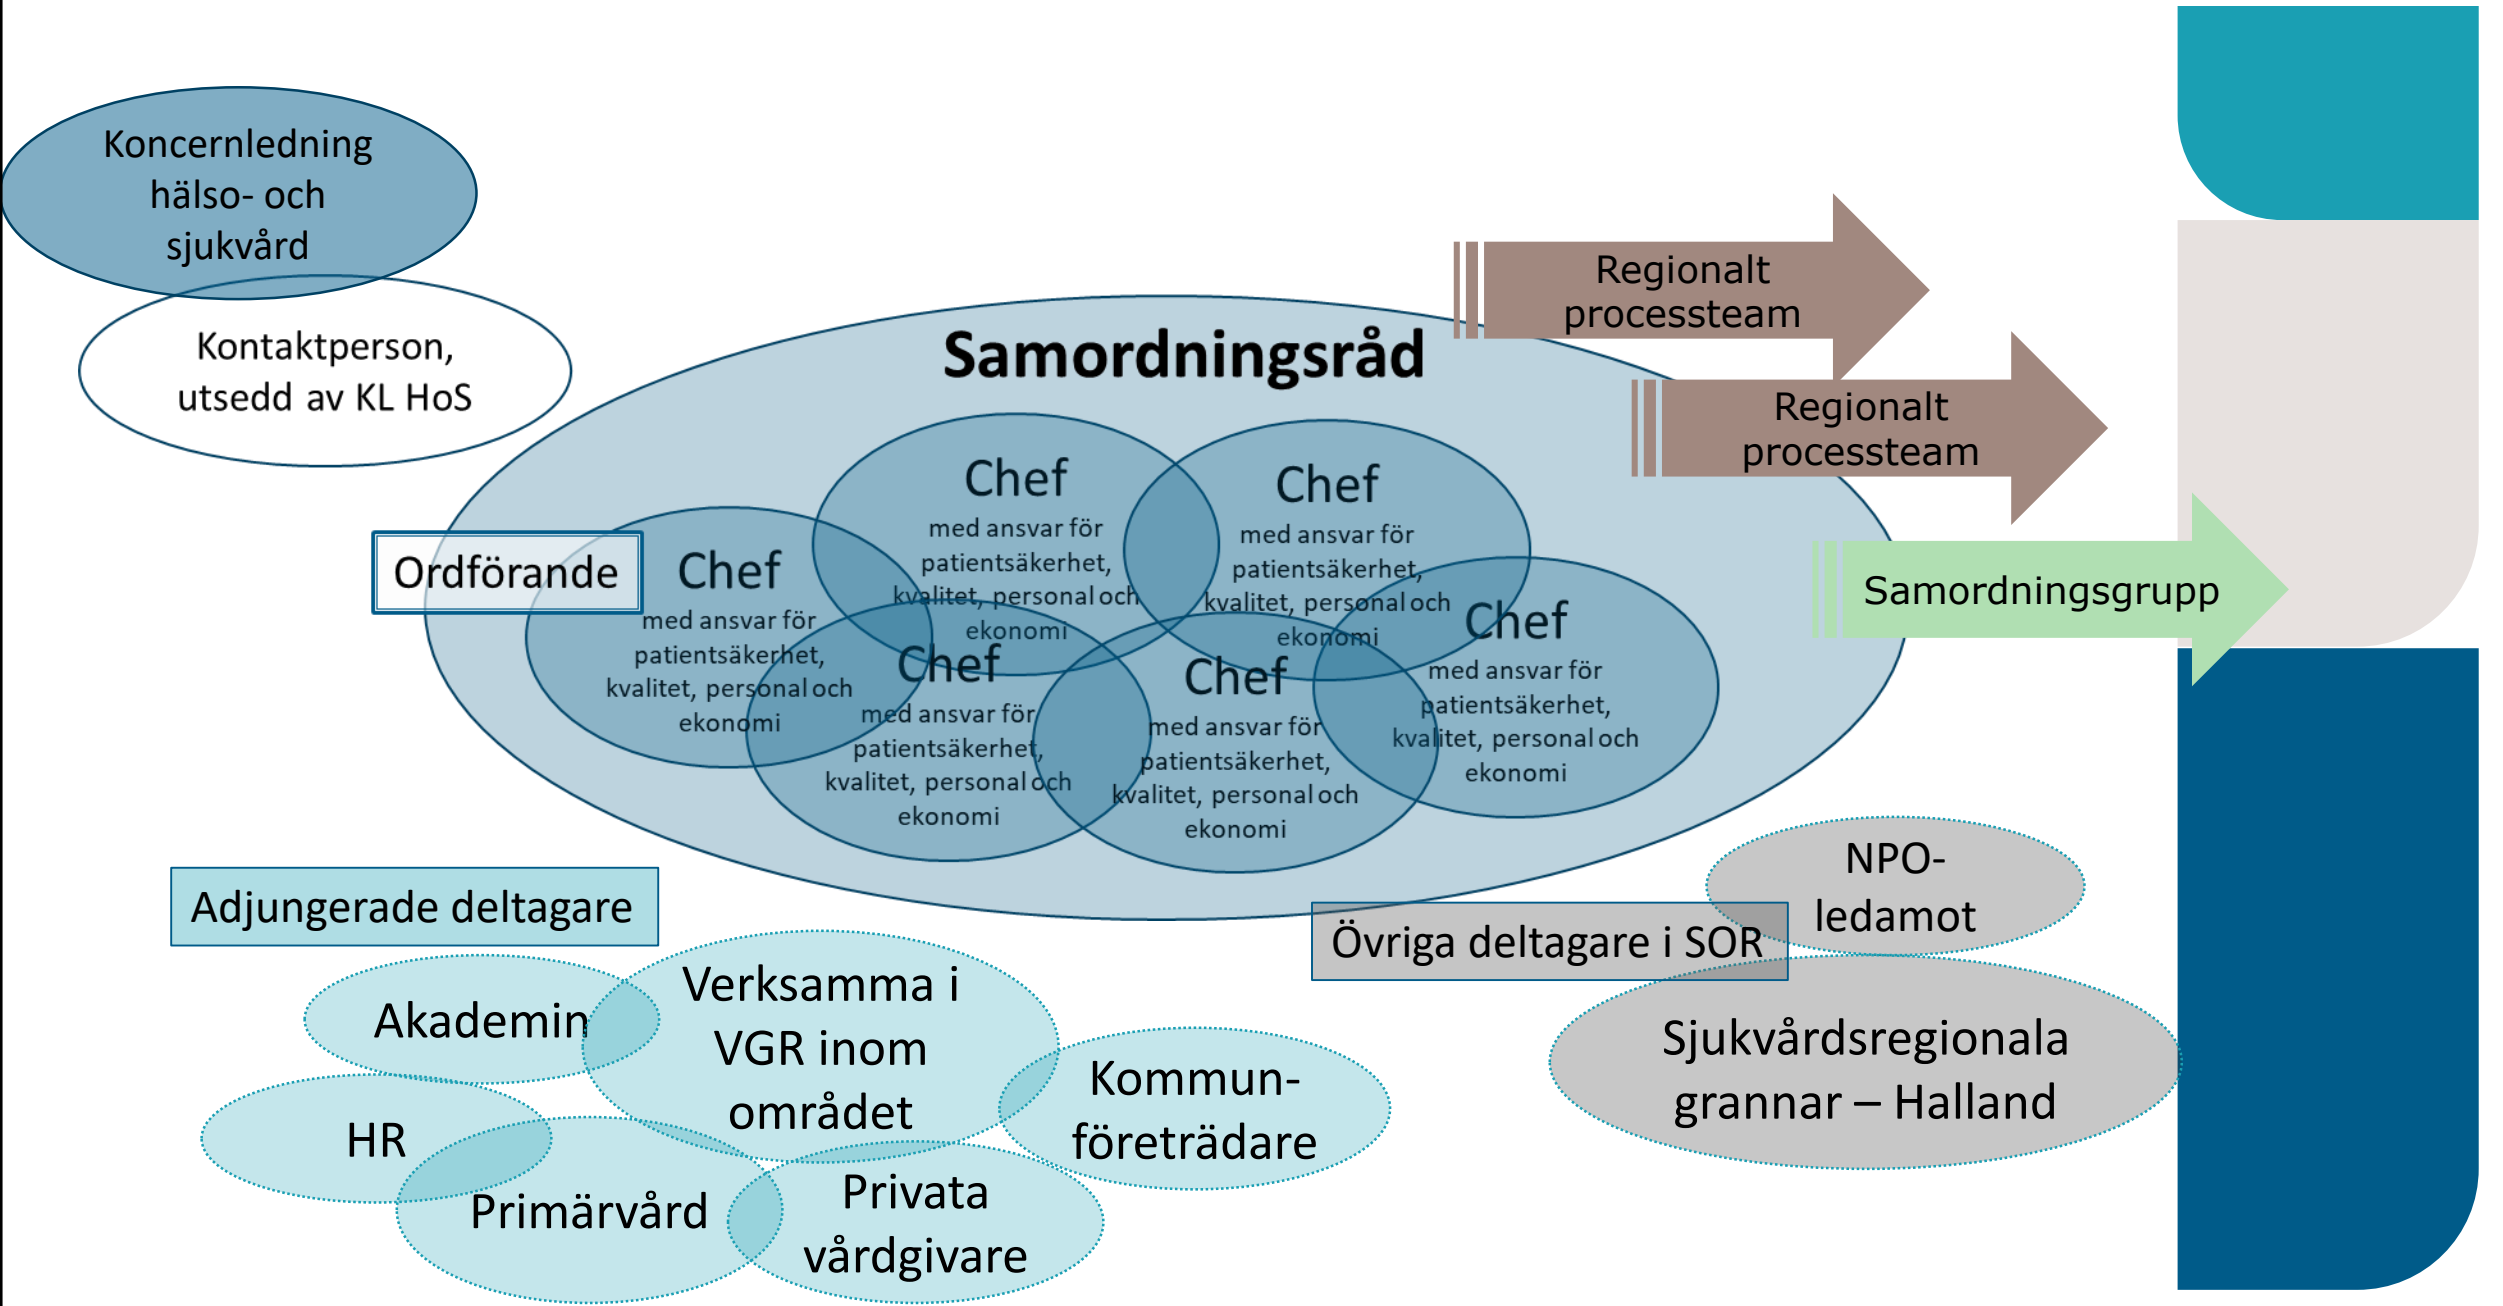 Koncernledning
hälso- och
sjukvård
Kontaktperson,
utsedd av KL HoS
Samordningsråd
Regionalt
processteam
Regionalt
processteam
Samordningsgrupp
Ordförande
Chef
med ansvar för
patientsäkerhet,
kvalitet, personal och
ekonomi
Chef
med ansvar för
patientsäkerhet,
kvalitet, personal och
ekonomi
Chef
med ansvar för
patientsäkerhet,
kvalitet, personal och
ekonomi
Chef
med ansvar för
patientsäkerhet,
kvalitet, personal och
ekonomi
Chef
med ansvar för
patientsäkerhet,
kvalitet, personal och
ekonomi
Chef
med ansvar för
patientsäkerhet,
kvalitet, personal och
ekonomi
Adjungerade deltagare
Akademin
Verksamma i
VGR inom
området
HR
Primärvård
Privata
vårdgivare
Kommun-
företrädare
Övriga deltagare i SOR
NPO-
ledamot
Sjukvårdsregionala
grannar – Halland